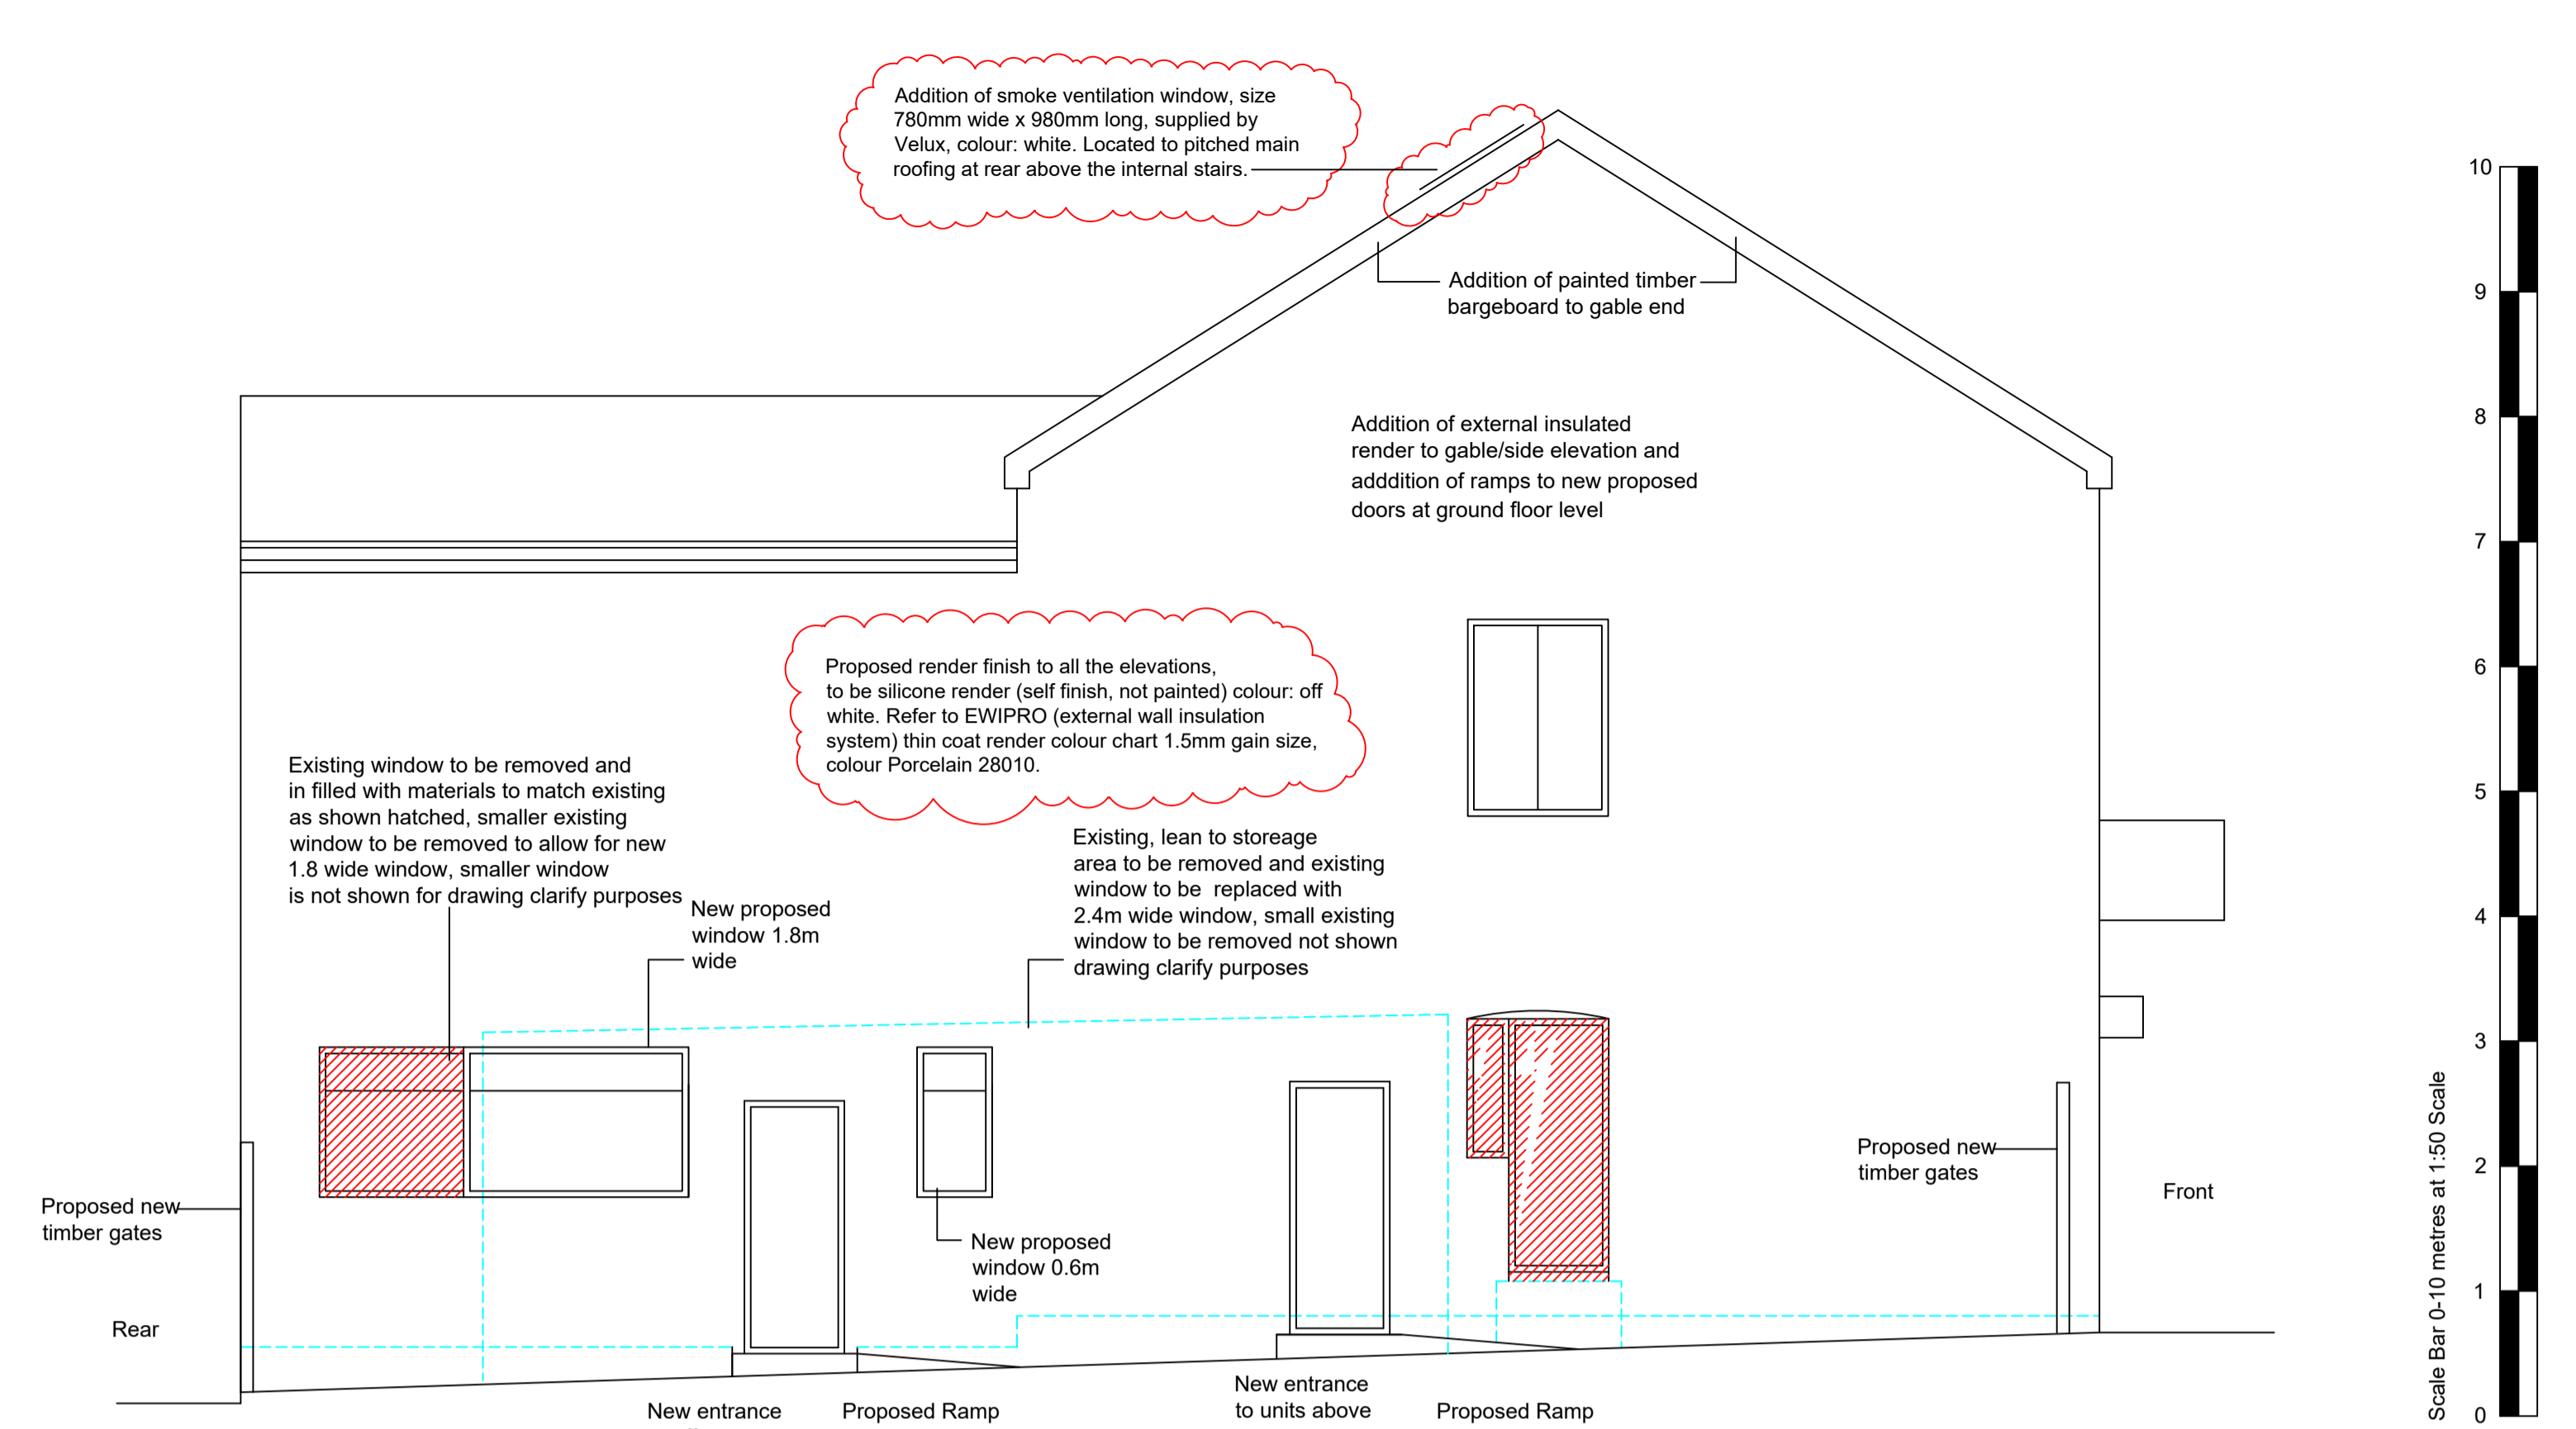 Addition of smoke ventilation window, size
780mm wide x 980mm long, supplied by
Velux, colour: white. Located to pitched main
roofing at rear above the internal stairs.
Addition of painted timber
bargeboard to gable end
Addition of external insulated
render to gable/side elevation and
adddition of ramps to new proposed
doors at ground floor level
Proposed render finish to all the elevations,
to be silicone render (self finish, not painted) colour: off
white. Refer to EWIPRO (external wall insulation
system) thin coat render colour chart 1.5mm gain size,
colour Porcelain 28010.
Existing window to be removed and
in filled with materials to match existing
as shown hatched, smaller existing
window to be removed to allow for new
1.8 wide window, smaller window
is not shown for drawing clarify purposes
New proposed
window 1.8m
wide
Existing, lean to storeage
area to be removed and existing
window to be replaced with
2.4m wide window, small existing
window to be removed not shown
drawing clarify purposes
Proposed new
timber gates
Rear
New proposed
window 0.6m
wide
Proposed new
timber gates
Front
New entrance
Proposed Ramp
New entrance
to units above
Proposed Ramp
10
9
8
7
6
5
4
3
2
1
0
Scale Bar 0-10 metres at 1:50 Scale